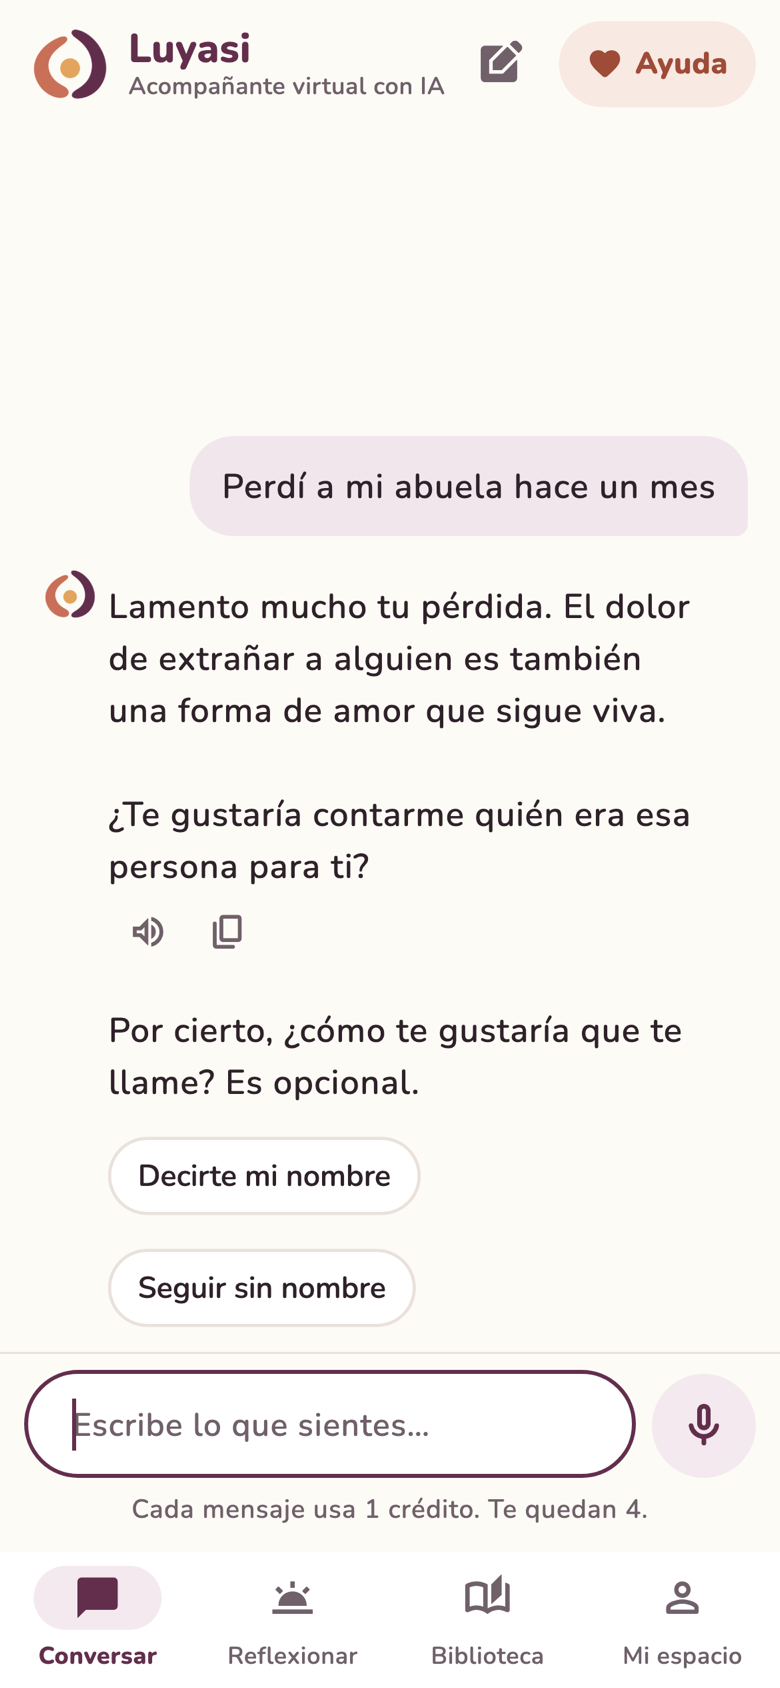 Luyasi
Acompañante virtual con IA
Ayuda
Perdí a mi abuela hace un mes
Lamento mucho tu pérdida. El dolor
de extrañar a alguien es también
una forma de amor que sigue viva.
¿Te gustaría contarme quién era esa
persona para ti?
Por cierto, ¿cómo te gustaría que te
llame? Es opcional.
Decirte mi nombre
Seguir sin nombre
Escribe lo que sientes...
Cada mensaje usa 1 crédito. Te quedan 4.
Conversar
Reflexionar
Biblioteca
Mi espacio